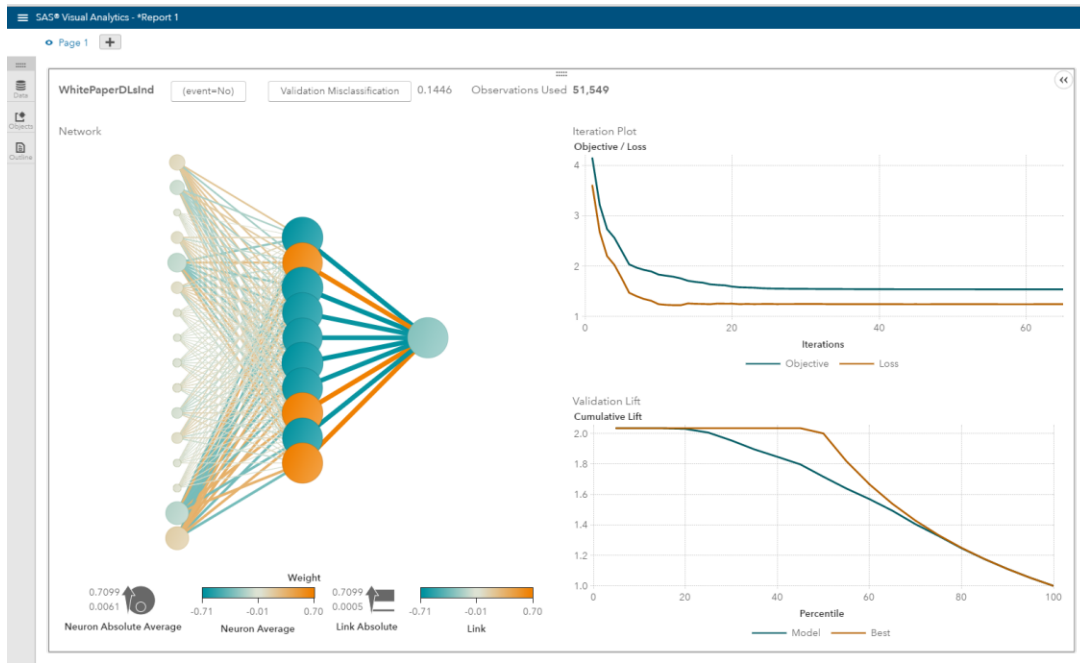 SAS® Visual Analytics - *Report 1
Page 1
+
Data
Objects
Outline
WhitePaperDLsInd (event=No) Validation Misclassification 0.1446 Observations Used 51,549
Network
Iteration Plot
Objective / Loss
4
3
2
1
0 20 40 60
Iterations
Objective Loss
Validation Lift
Cumulative Lift
2.0
1.8
1.6
1.4
1.2
1.0
0 20 40 60 80 100
Percentile
Model Best
Weight
0.7099
0.0061
Neuron Absolute Average
-0.71 -0.01 0.70
Neuron Average
0.7099
0.0005
Link Absolute
-0.71 -0.01 0.70
Link